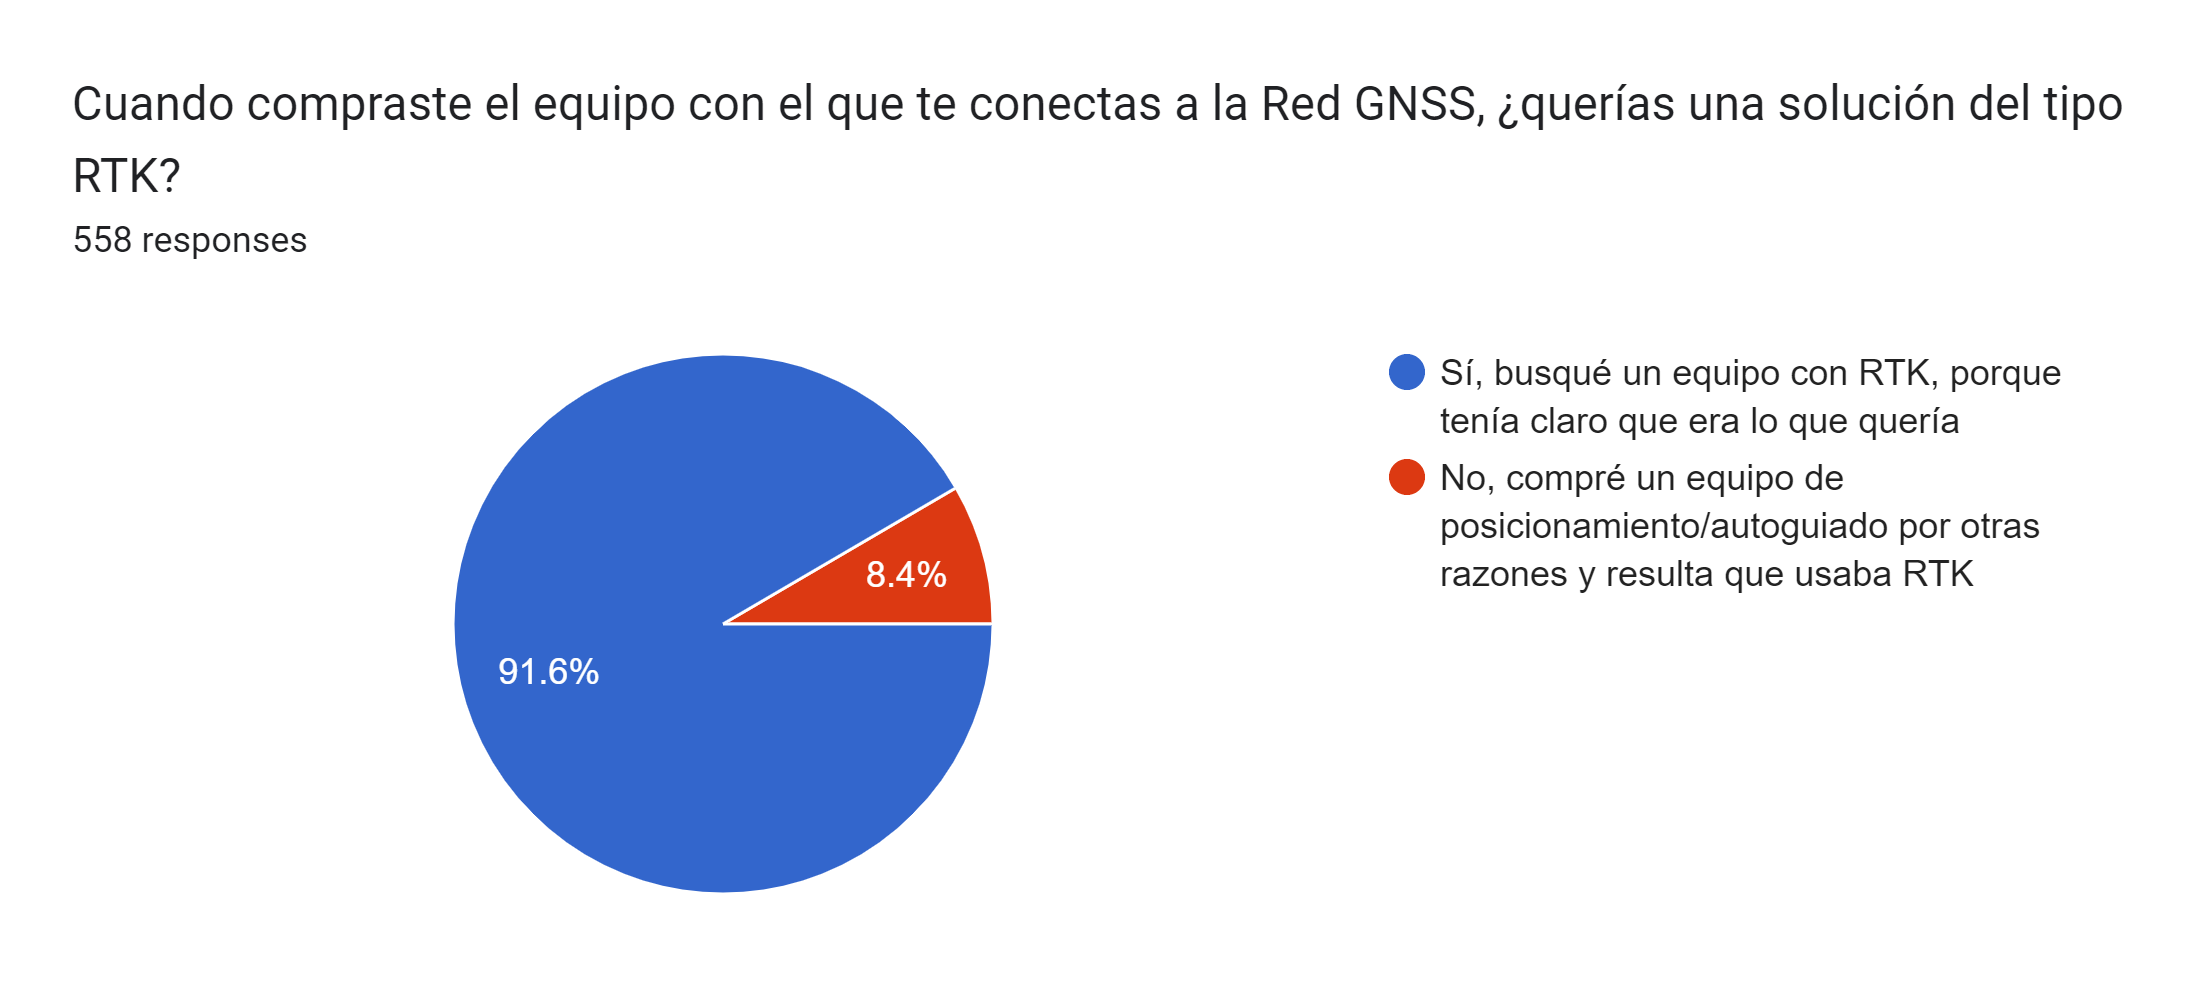 Cuando compraste el equipo con el que te conectas a la Red GNSS, ¿querías una solución del tipo
RTK?
558 responses
Sí, busqué un equipo con RTK, porque
tenía claro que era lo que quería
No, compré un equipo de
posicionamiento/autoguiado por otras
razones y resulta que usaba RTK
8.4%
91.6%